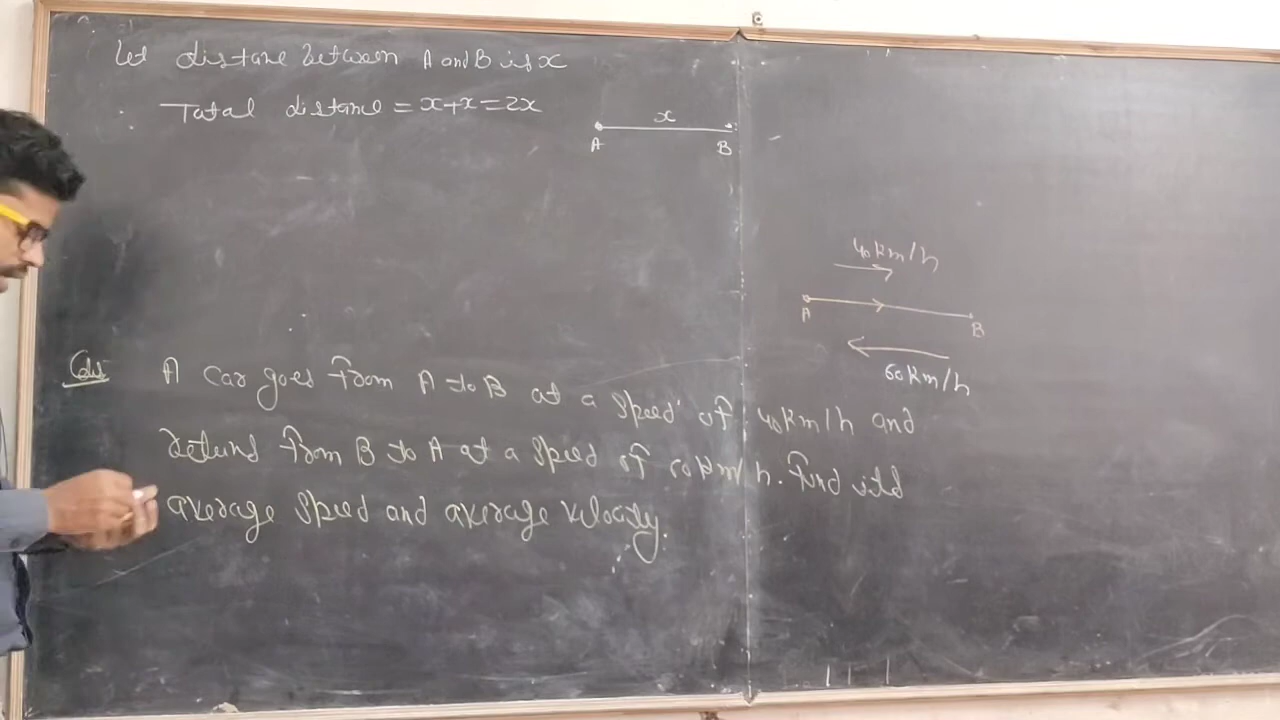 Let distance between A and B is x
Total distance = x+x = 2x
x
A B
40km/h
A B
60km/h
Ques A car goes from A to B at a speed of 40km/h and
returns from B to A at a speed of 60km/h. Find its
average speed and average velocity.